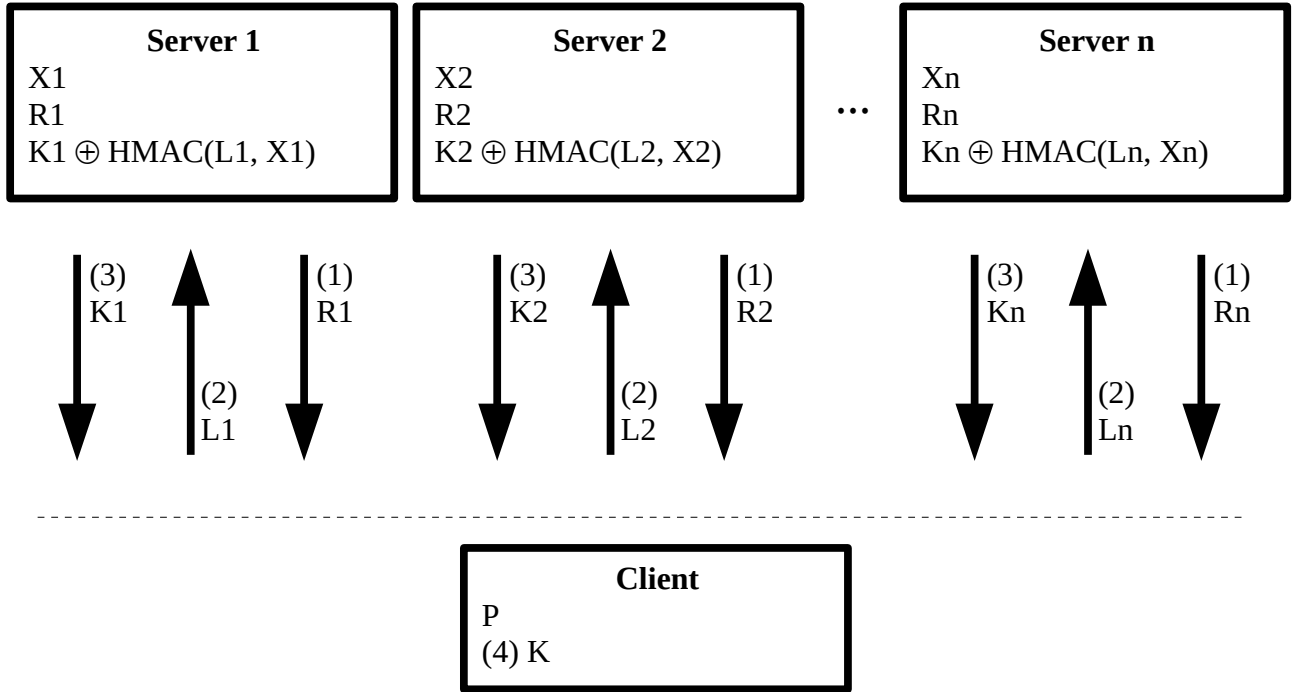 Server 1
X1
R1
K1 ⊕ HMAC(L1, X1)
Server 2
X2
R2
K2 ⊕ HMAC(L2, X2)
...
Server n
Xn
Rn
Kn ⊕ HMAC(Ln, Xn)
(3)
K1
(2)
L1
(1)
R1
(3)
K2
(2)
L2
(1)
R2
(3)
Kn
(2)
Ln
(1)
Rn
Client
P
(4) K